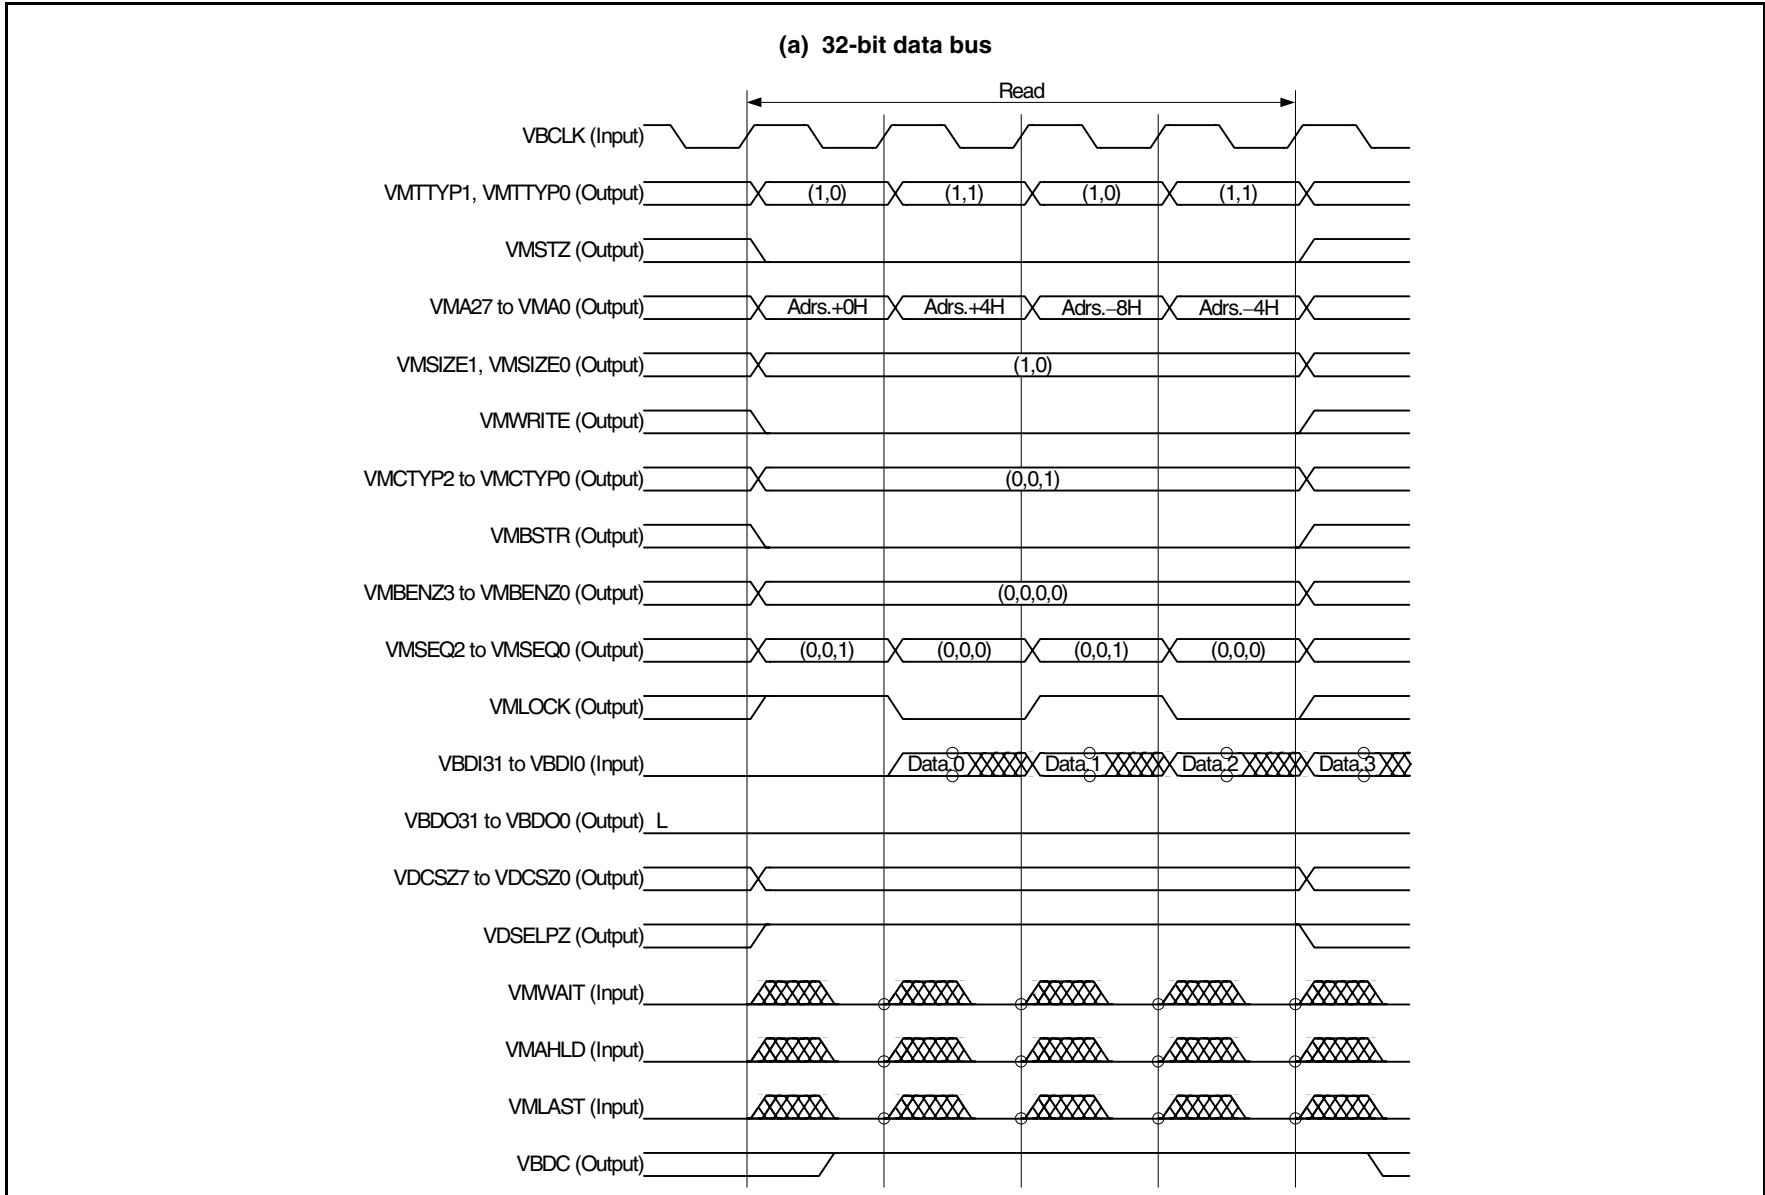 (a) 32-bit data bus
Read
VBCLK (Input)
VMTTYP1, VMTTYP0 (Output) (1,0) (1,1) (1,0) (1,1)
VMSTZ (Output)
VMA27 to VMA0 (Output) Adrs.+0H Adrs.+4H Adrs.−8H Adrs.−4H
VMSIZE1, VMSIZE0 (Output) (1,0)
VMWRITE (Output)
VMCTYP2 to VMCTYP0 (Output) (0,0,1)
VMBSTR (Output)
VMBENZ3 to VMBENZ0 (Output) (0,0,0,0)
VMSEQ2 to VMSEQ0 (Output) (0,0,1) (0,0,0) (0,0,1) (0,0,0)
VMLOCK (Output)
VBDI31 to VBDI0 (Input) Data.0 Data.1 Data.2 Data.3
VBDO31 to VBDO0 (Output) L
VDCSZ7 to VDCSZ0 (Output)
VDSELPZ (Output)
VMWAIT (Input)
VMAHLD (Input)
VMLAST (Input)
VBDC (Output)